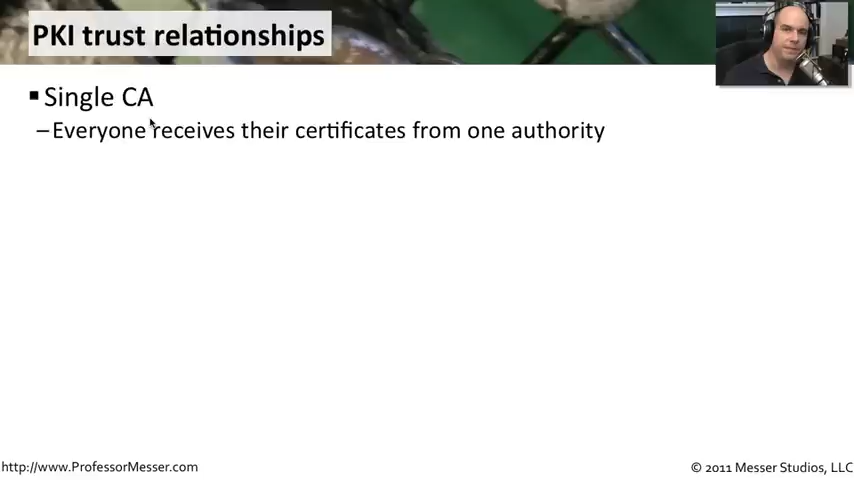 PKI trust relationships
▪ Single CA
–Everyone receives their certificates from one authority
http://www.ProfessorMesser.com
© 2011 Messer Studios, LLC